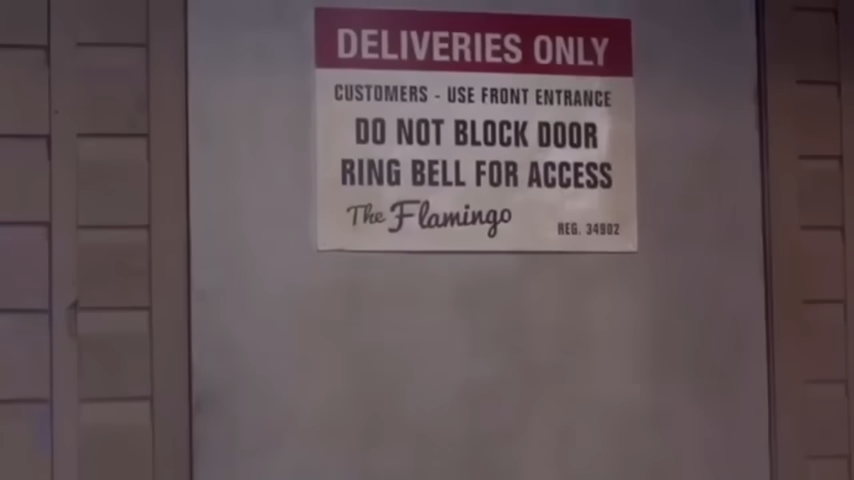 DELIVERIES ONLY
CUSTOMERS - USE FRONT ENTRANCE
DO NOT BLOCK DOOR
RING BELL FOR ACCESS
The Flamingo REG. 34902